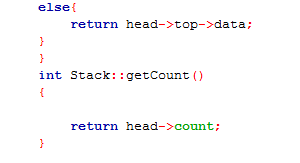 else{
return head->top->data;
}
}
int Stack::getCount()
{
return head->count;
}